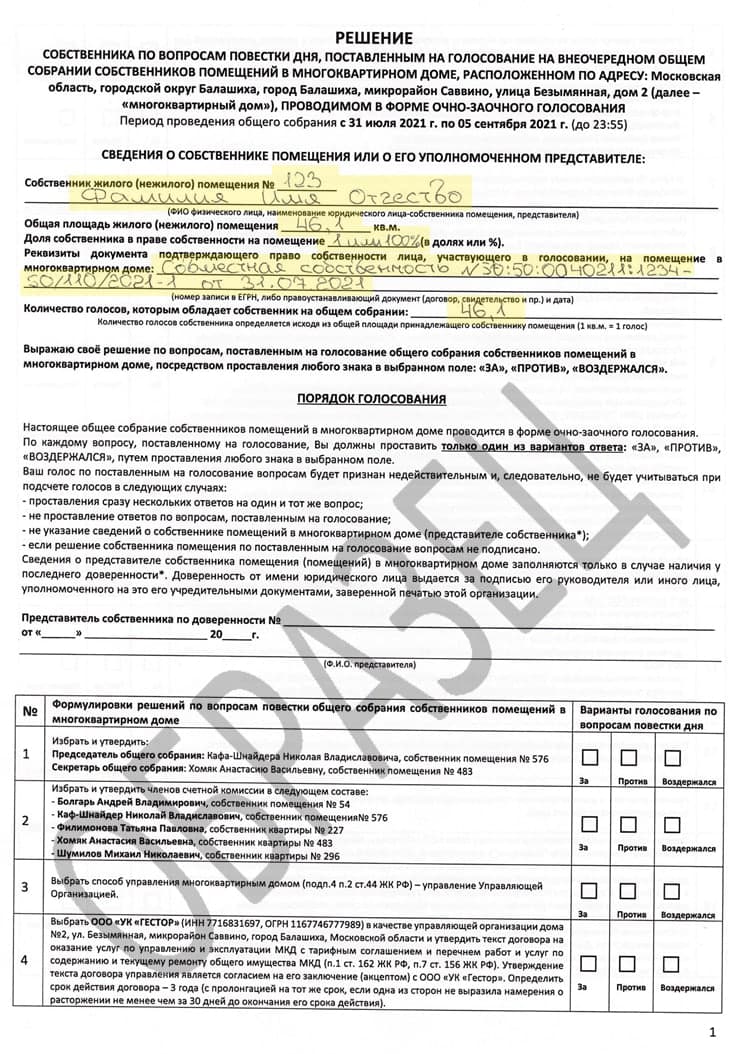 РЕШЕНИЕ
СОБСТВЕННИКА ПО ВОПРОСАМ ПОВЕСТКИ ДНЯ, ПОСТАВЛЕННЫМ НА ГОЛОСОВАНИЕ НА ВНЕОЧЕРЕДНОМ ОБЩЕМ
СОБРАНИИ СОБСТВЕННИКОВ ПОМЕЩЕНИЙ В МНОГОКВАРТИРНОМ ДОМЕ, РАСПОЛОЖЕННОМ ПО АДРЕСУ: Московская
область, городской округ Балашиха, город Балашиха, микрорайон Саввино, улица Безымянная, дом 2 (далее –
«многоквартирный дом»), ПРОВОДИМОМ В ФОРМЕ ОЧНО-ЗАОЧНОГО ГОЛОСОВАНИЯ
Период проведения общего собрания с 31 июля 2021 г. по 05 сентября 2021 г. (до 23:55)
СВЕДЕНИЯ О СОБСТВЕННИКЕ ПОМЕЩЕНИЯ ИЛИ О ЕГО УПОЛНОМОЧЕННОМ ПРЕДСТАВИТЕЛЕ:
Собственник жилого (нежилого) помещения № 123
Фамилия Имя Отчество
(ФИО физического лица, наименование юридического лица-собственника помещения, представителя)
Общая площадь жилого (нежилого) помещения 46,1 кв.м.
Доля собственника в праве собственности на помещение 1 или 100% (в долях или %).
Реквизиты документа подтверждающего право собственности лица, участвующего в голосовании, на помещение в
многоквартирном доме: Совместная собственность N 30:50:0040211:1234-
50/110/2021-1 от 31.07.2021
(номер записи в ЕГРН, либо правоустанавливающий документ (договор, свидетельство и пр.) и дата)
Количество голосов, которым обладает собственник на общем собрании: 46,1
Количество голосов собственника определяется исходя из общей площади принадлежащего собственнику помещения (1 кв.м. = 1 голос)
Выражаю своё решение по вопросам, поставленным на голосование общего собрания собственников помещений в
многоквартирном доме, посредством проставления любого знака в выбранном поле: «ЗА», «ПРОТИВ», «ВОЗДЕРЖАЛСЯ».
ПОРЯДОК ГОЛОСОВАНИЯ
Настоящее общее собрание собственников помещений в многоквартирном доме проводится в форме очно-заочного голосования.
По каждому вопросу, поставленному на голосование, Вы должны проставить только один из вариантов ответа: «ЗА», «ПРОТИВ»,
«ВОЗДЕРЖАЛСЯ», путем проставления любого знака в выбранном поле.
Ваш голос по поставленным на голосование вопросам будет признан недействительным и, следовательно, не будет учитываться при
подсчете голосов в следующих случаях:
- проставления сразу нескольких ответов на один и тот же вопрос;
- не проставление ответов по вопросам, поставленным на голосование;
- не указание сведений о собственнике помещений в многоквартирном доме (представителе собственника*);
- если решение собственника помещения по поставленным на голосование вопросам не подписано.
Сведения о представителе собственника помещения (помещений) в многоквартирном доме заполняются только в случае наличия у
последнего доверенности*. Доверенность от имени юридического лица выдается за подписью его руководителя или иного лица,
уполномоченного на это его учредительными документами, заверенной печатью этой организации.
Представитель собственника по доверенности №
от «______» ____________________ 20_____г.
(Ф.И.О. представителя)
ОБРАЗЕЦ
№ Формулировки решений по вопросам повестки общего собрания собственников помещений в многоквартирном доме Варианты голосования по вопросам повестки дня
1 Избрать и утвердить:
Председатель общего собрания: Кафа-Шнайдера Николая Владиславовича, собственник помещения № 576
Секретарь общего собрания: Хомяк Анастасию Васильевну, собственник помещения № 483
За Против Воздержался
2 Избрать и утвердить членов счетной комиссии в следующем составе:
- Болгарь Андрей Владимирович, собственник помещения № 54
- Каф-Шнайдер Николай Владиславович, собственник помещения№ 576
- Филимонова Татьяна Павловна, собственник квартиры № 227
- Хомяк Анастасия Васильевна, собственник квартиры № 483
- Шумилов Михаил Николаевич, собственник квартиры № 296
За Против Воздержался
3 Выбрать способ управления многоквартирным домом (подп.4 п.2 ст.44 ЖК РФ) – управление Управляющей
Организацией.
За Против Воздержался
4 Выбрать ООО «УК «ГЕСТОР» (ИНН 7716831697, ОГРН 1167746777989) в качестве управляющей организации дома
№2, ул. Безымянная, микрорайон Саввино, город Балашиха, Московской области и утвердить текст договора на
оказание услуг по управлению и эксплуатации МКД с тарифным соглашением и перечнем работ и услуг по
содержанию и текущему ремонту общего имущества МКД (п.1 ст. 162 ЖК РФ, п.7 ст. 156 ЖК РФ). Утверждение
текста договора управления является согласием на его заключение (акцептом) с ООО «УК «Гестор». Определить
срок действия договора – 3 года (с пролонгацией на тот же срок, если одна из сторон не выразила намерения о
расторжении не менее чем за 30 дней до окончания его срока действия).
За Против Воздержался
1